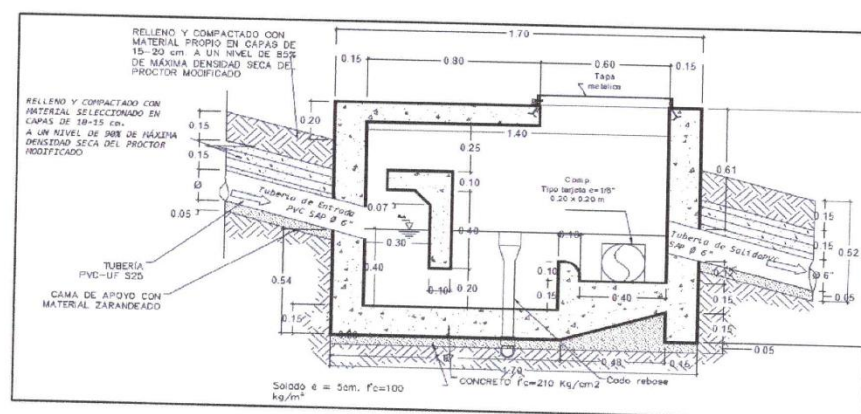 RELLENO Y COMPACTADO CON
MATERIAL PROPIO EN CAPAS DE
15-20 cm. A UN NIVEL DE 85%
DE MÁXIMA DENSIDAD SECA DEL
PROCTOR MODIFICADO
1.70
0.15
0.80
0.60
0.15
Tapa
metalica
RELLENO Y COMPACTADO CON
MATERIAL SELECCIONADO EN
CAPAS DE 10-15 cm.
A UN NIVEL DE 90% DE MÁXIMA
DENSIDAD SECA DEL PROCTOR
MODIFICADO
0.15
0.15
Ø
0.05
0.20
1.40
0.25
0.10
0.61
Comp.
Tipo tarjeta e=1/8"
0.20 x 0.20 m
Tuberia de Entrada
PVC SAP Ø 6"
0.07
0.30
0.40
0.40
0.10
0.20
0.10
0.10
0.15
0.40
Tuberia de Salida PVC
SAP Ø 6"
0.15
0.15
0.52
Ø 6"
0.05
TUBERÍA
PVC-UF S25
CAMA DE APOYO CON
MATERIAL ZARANDEADO
0.54
0.15
0.15
0.15
0.05
0.48
1.70
Solado e = 5cm. f'c=100
kg/m²
CONCRETO f'c=210 Kg/cm2
Cado rebose